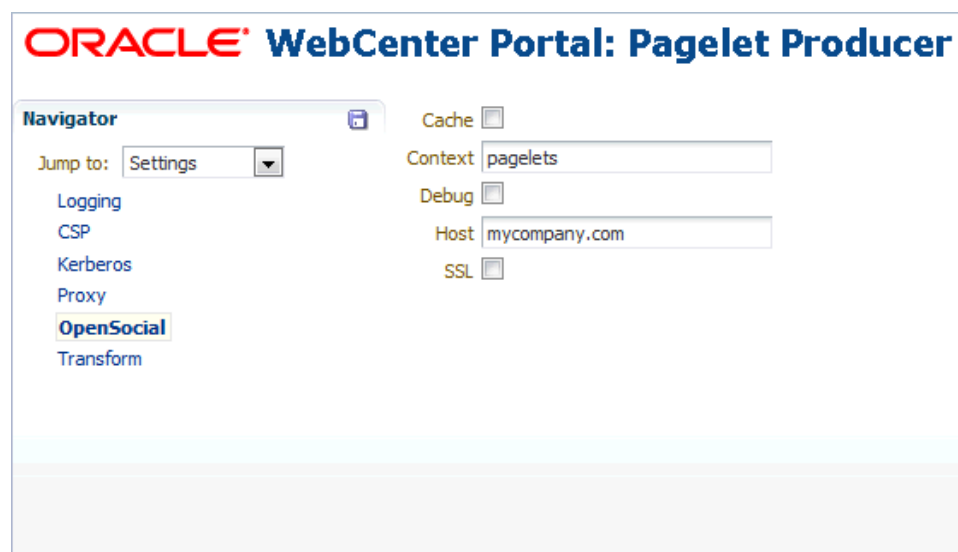 ORACLE WebCenter Portal: Pagelet Producer
Navigator
Jump to: Settings
Logging
CSP
Kerberos
Proxy
OpenSocial
Transform
Cache
Context pagelets
Debug
Host mycompany.com
SSL